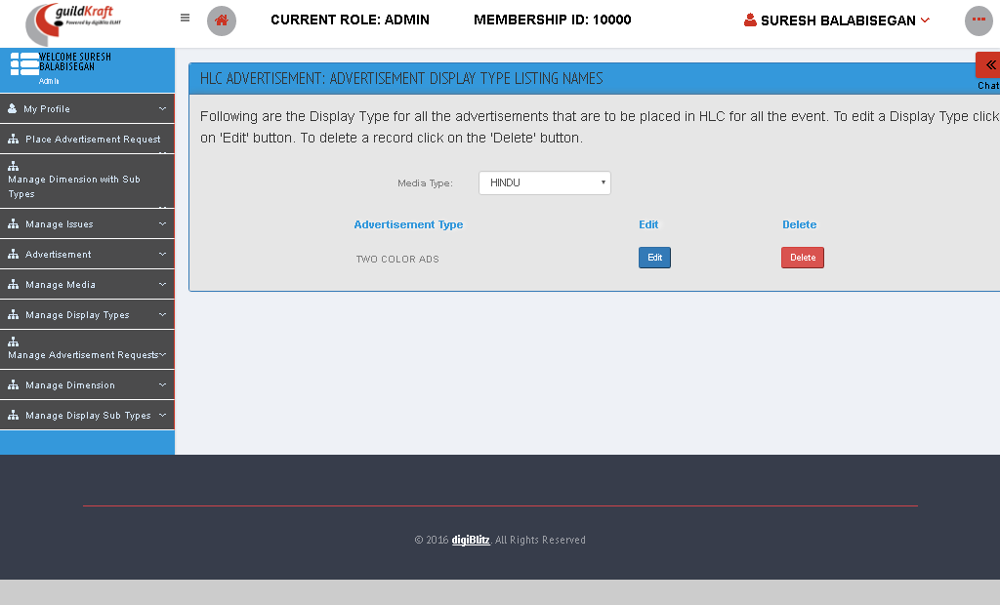 guildKraft
Powered by digiBlitz ELMT
CURRENT ROLE: ADMIN
MEMBERSHIP ID: 10000
SURESH BALABISEGAN
WELCOME SURESH
BALABISEGAN
Admin
Chat
My Profile
Place Advertisement Request
Manage Dimension with Sub
Types
Manage Issues
Advertisement
Manage Media
Manage Display Types
Manage Advertisement Requests
Manage Dimension
Manage Display Sub Types
HLC ADVERTISEMENT: ADVERTISEMENT DISPLAY TYPE LISTING NAMES
Following are the Display Type for all the advertisements that are to be placed in HLC for all the event. To edit a Display Type click
on 'Edit' button. To delete a record click on the 'Delete' button.
Media Type: HINDU
Advertisement Type Edit Delete
TWO COLOR ADS Edit Delete
© 2016 digiBlitz. All Rights Reserved